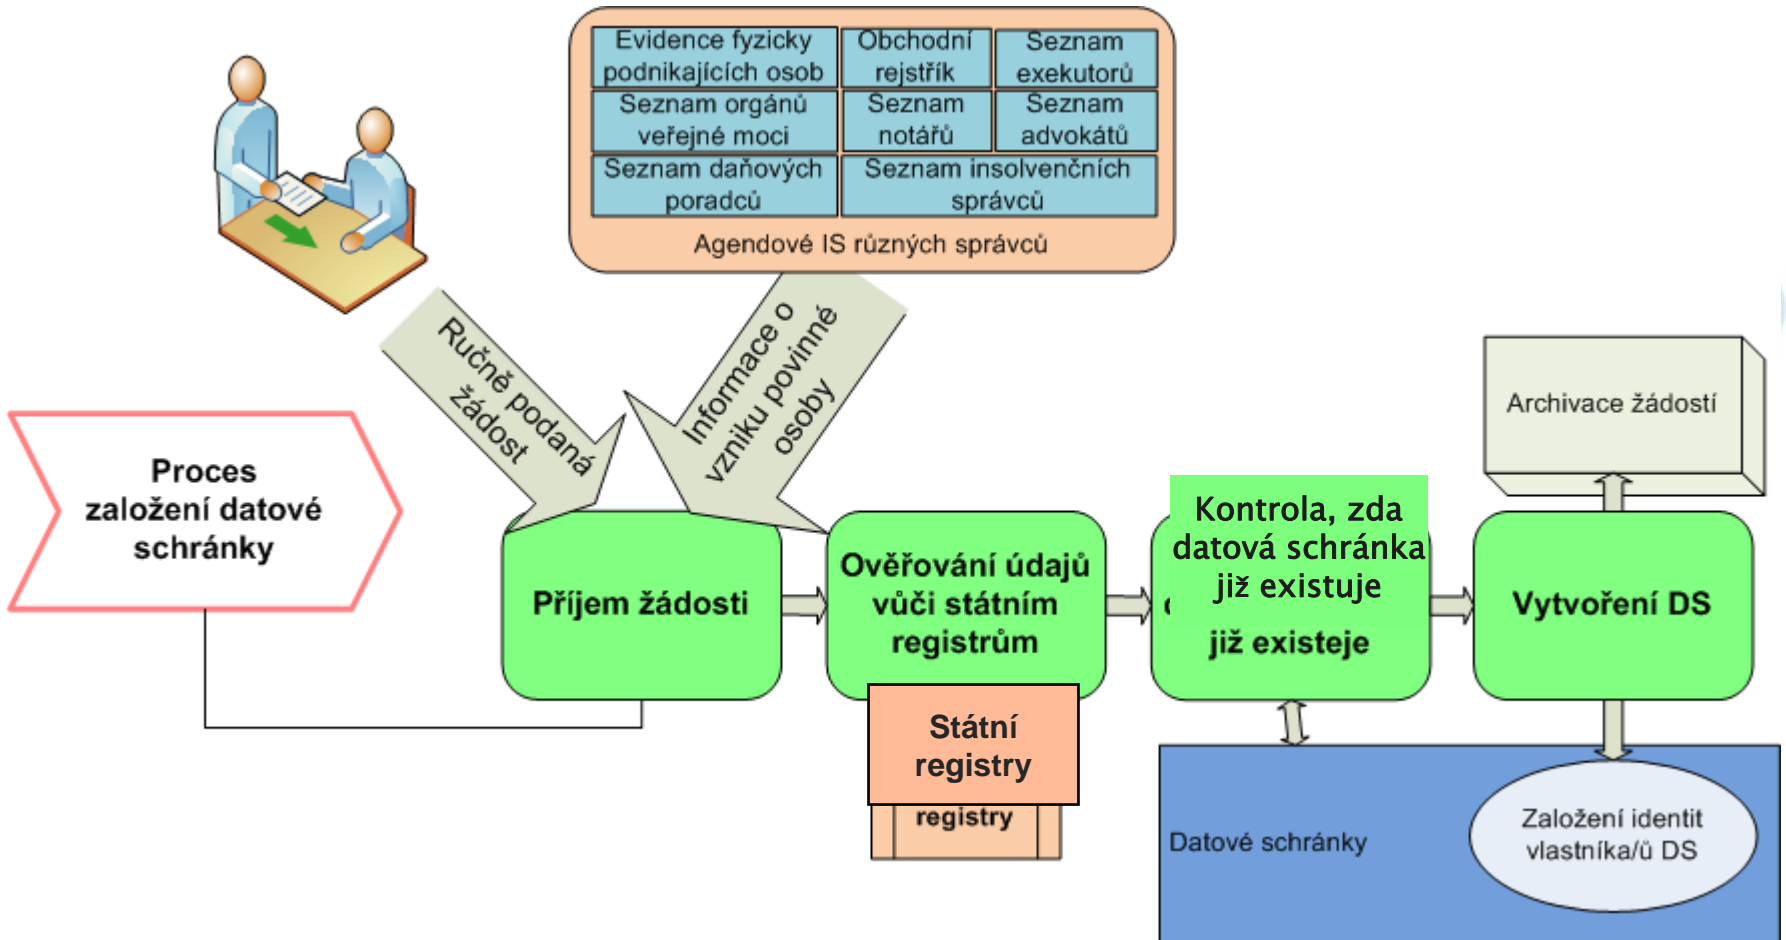 Evidence fyzicky
podnikajících osob
Obchodní
rejstřík
Seznam
exekutorů
Seznam orgánů
veřejné moci
Seznam
notářů
Seznam
advokátů
Seznam daňových
poradců
Seznam insolvenčních
správců
Agendové IS různých správců
Ručně podaná
žádost
Informace o
vzniku povinné
osoby
Archivace žádostí
Proces
založení datové
schránky
Příjem žádosti
Ověřování údajů
vůči státním
registrům
Kontrola, zda
datová schránka
již existuje
již existeje
Vytvoření DS
Státní
registry
registry
Datové schránky
Založení identit
vlastníka/ů DS